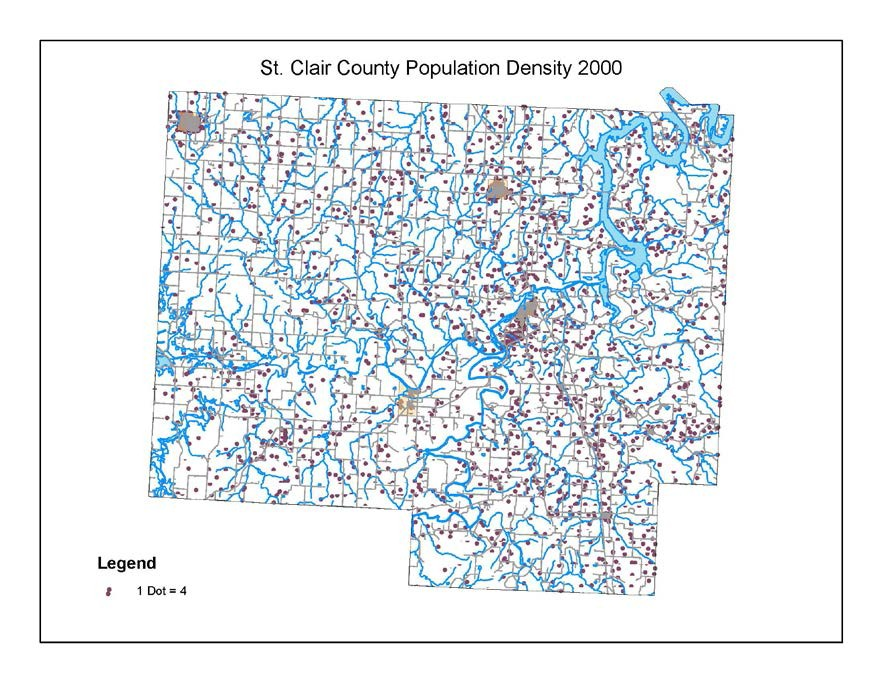 St. Clair County Population Density 2000
Legend
1 Dot = 4